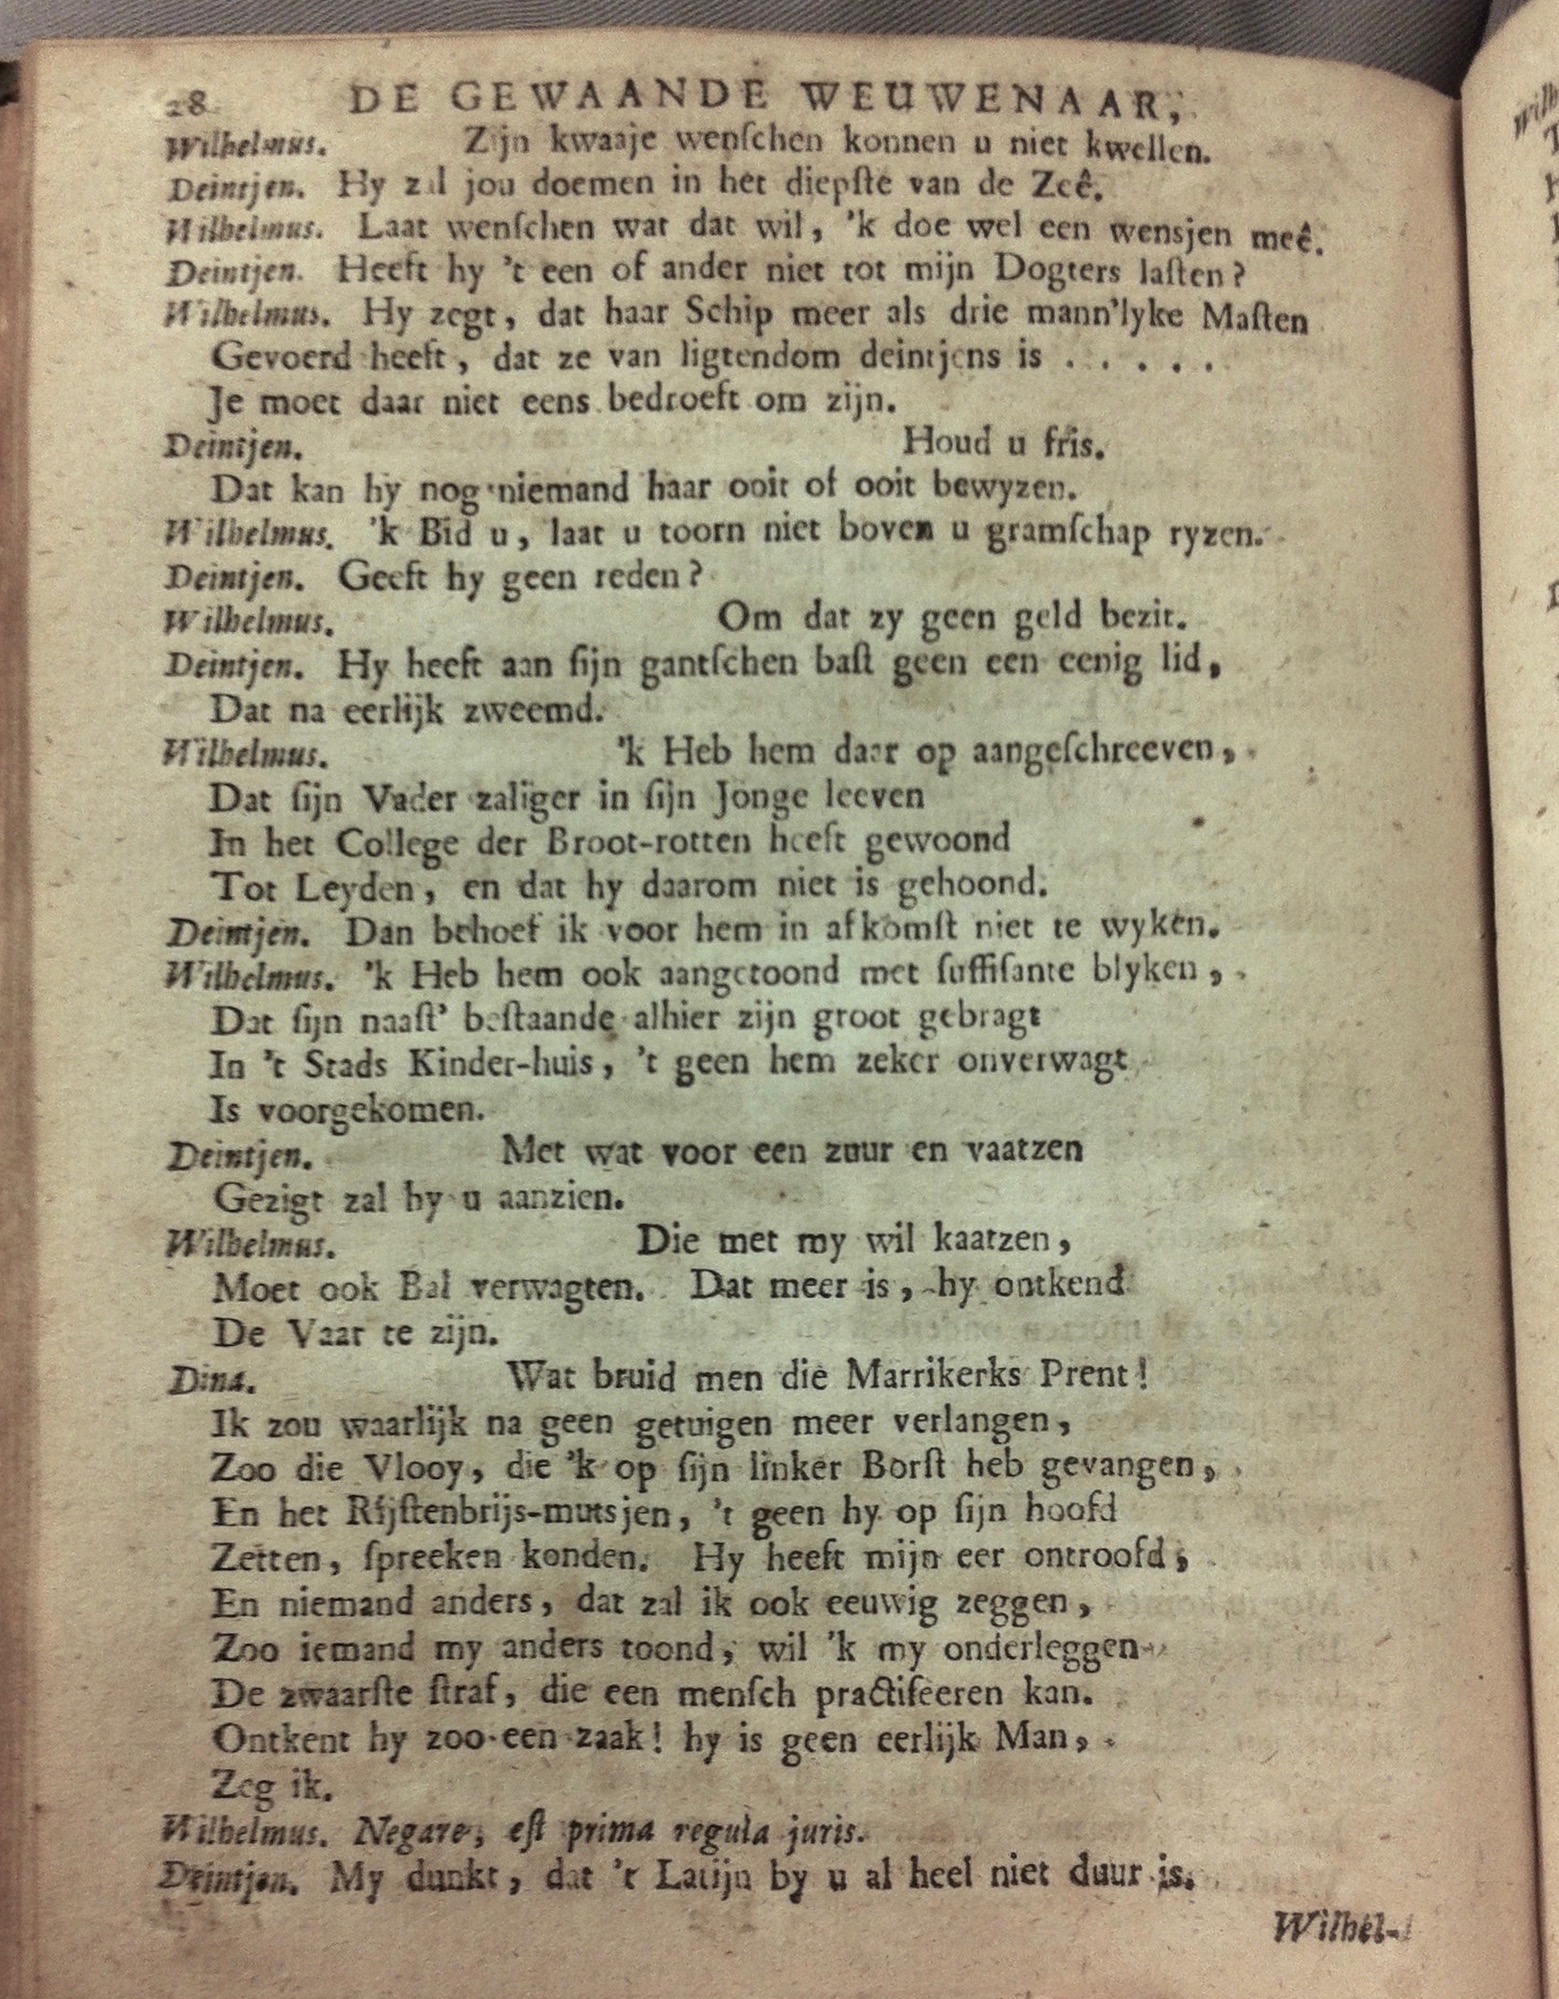 28 DE GEWAANDE WEUWENAAR,
Wilhelmus. Zijn kwaaje wenſchen konnen u niet kwellen.
Deintjen. Hy zal jou doemen in het diepſte van de Zeê.
Wilhelmus. Laat wenſchen wat dat wil, 'k doe wel een wensjen meê.
Deintjen. Heeft hy 't een of ander niet tot mijn Dogters laſten?
Wilhelmus. Hy zegt, dat haar Schip meer als drie mann'lyke Maſten
Gevoerd heeft, dat ze van ligtendom deintjens is . . . . .
Je moet daar niet eens bedroeft om zijn.
Deintjen. Houd u fris.
Dat kan hy nog niemand haar ooit of ooit bewyzen.
Wilhelmus. 'k Bid u, laat u toorn niet boven u gramſchap ryzen.
Deintjen. Geeft hy geen reden?
Wilhelmus. Om dat zy geen geld bezit.
Deintjen. Hy heeft aan ſijn gantſchen baſt geen een eenig lid,
Dat na eerlijk zweemd.
Wilhelmus. 'k Heb hem daar op aangeſchreeven,
Dat ſijn Vader zaliger in ſijn Jonge leeven
In het College der Broot-rotten heeft gewoond
Tot Leyden, en dat hy daarom niet is gehoond.
Deintjen. Dan behoef ik voor hem in afkomſt niet te wyken.
Wilhelmus. 'k Heb hem ook aangetoond met ſuffiſante blyken,
Dat ſijn naaſt' beſtaande alhier zijn groot gebragt
In 't Stads Kinder-huis, 't geen hem zeker onverwagt
Is voorgekomen.
Deintjen. Met wat voor een zuur en vaatzen
Gezigt zal hy u aanzien.
Wilhelmus. Die met my wil kaatzen,
Moet ook Bal verwagten. Dat meer is, hy ontkend
De Vaar te zijn.
Dina. Wat bruid men die Marrikerks Prent!
Ik zou waarlijk na geen getuigen meer verlangen,
Zoo die Vlooy, die 'k op ſijn linker Borſt heb gevangen,
En het Rijſtenbrijs-mutsjen, 't geen hy op ſijn hoofd
Zetten, ſpreeken konden. Hy heeft mijn eer ontroofd,
En niemand anders, dat zal ik ook eeuwig zeggen,
Zoo iemand my anders toond, wil 'k my onderleggen
De zwaarſte ſtraf, die een menſch practiſeeren kan.
Ontkent hy zoo een zaak! hy is geen eerlijk Man,
Zeg ik.
Wilhelmus. Negare, eſt prima regula juris.
Deintjen. My dunkt, dat 't Latijn by u al heel niet duur is.
Wilhel-